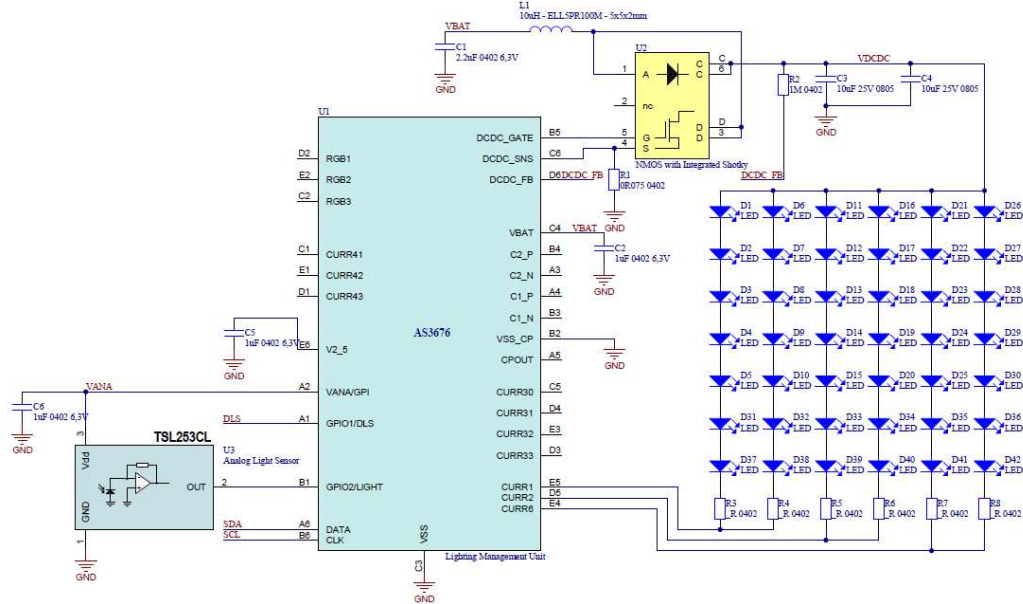 L1
10uH - ELL5PR100M - 5x5x2mm
VBAT
C1
2.2uF 0402 6,3V
GND
U2
1
A
C
C
C
6
2
nc
5
G
4
S
D
D
D
3
NMOS with Integrated Shotky
VDCDC
R2
1M 0402
C3
10uF 25V 0805
C4
10uF 25V 0805
GND
DCDC_FB
R1
0R075 0402
GND
U1
AS3676
Lighting Management Unit
D2
RGB1
E2
RGB2
C2
RGB3
C1
CURR41
E1
CURR42
D1
CURR43
C5
1uF 0402 6,3V
GND
E6
V2_5
VANA
A2
VANA/GPI
C6
1uF 0402 6,3V
GND
DLS
A1
GPIO1/DLS
TSL253CL
U3
Analog Light Sensor
3
Vdd
OUT
2
GND
1
GND
B1
GPIO2/LIGHT
SDA
A6
DATA
SCL
B6
CLK
VSS
C3
GND
DCDC_GATE
B5
DCDC_SNS
C6
DCDC_FB
D6
DCDC_FB
VBAT
C4
VBAT
C2
1uF 0402 6,3V
GND
C2_P
B4
C2_N
A3
C1_P
A4
C1_N
B3
VSS_CP
B2
GND
CPOUT
A5
CURR30
C5
CURR31
D4
CURR32
E3
CURR33
D3
CURR1
E5
CURR2
D5
CURR6
E4
D1 D6 D11 D16 D21 D26
LED LED LED LED LED LED
D2 D7 D12 D17 D22 D27
LED LED LED LED LED LED
D3 D8 D13 D18 D23 D28
LED LED LED LED LED LED
D4 D9 D14 D19 D24 D29
LED LED LED LED LED LED
D5 D10 D15 D20 D25 D30
LED LED LED LED LED LED
D31 D32 D33 D34 D35 D36
LED LED LED LED LED LED
D37 D38 D39 D40 D41 D42
LED LED LED LED LED LED
R3 R4 R5 R6 R7 R8
_R 0402 _R 0402 _R 0402 _R 0402 _R 0402 _R 0402